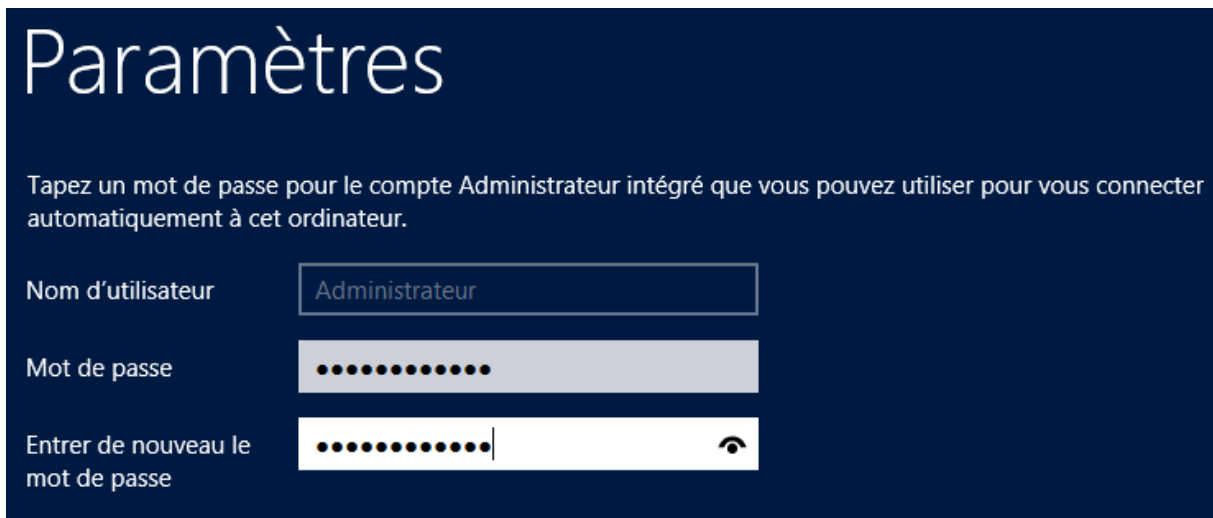 Paramètres
Tapez un mot de passe pour le compte Administrateur intégré que vous pouvez utiliser pour vous connecter
automatiquement à cet ordinateur.
Nom d’utilisateur
Administrateur
Mot de passe
••••••••••••
Entrer de nouveau le
mot de passe
••••••••••••